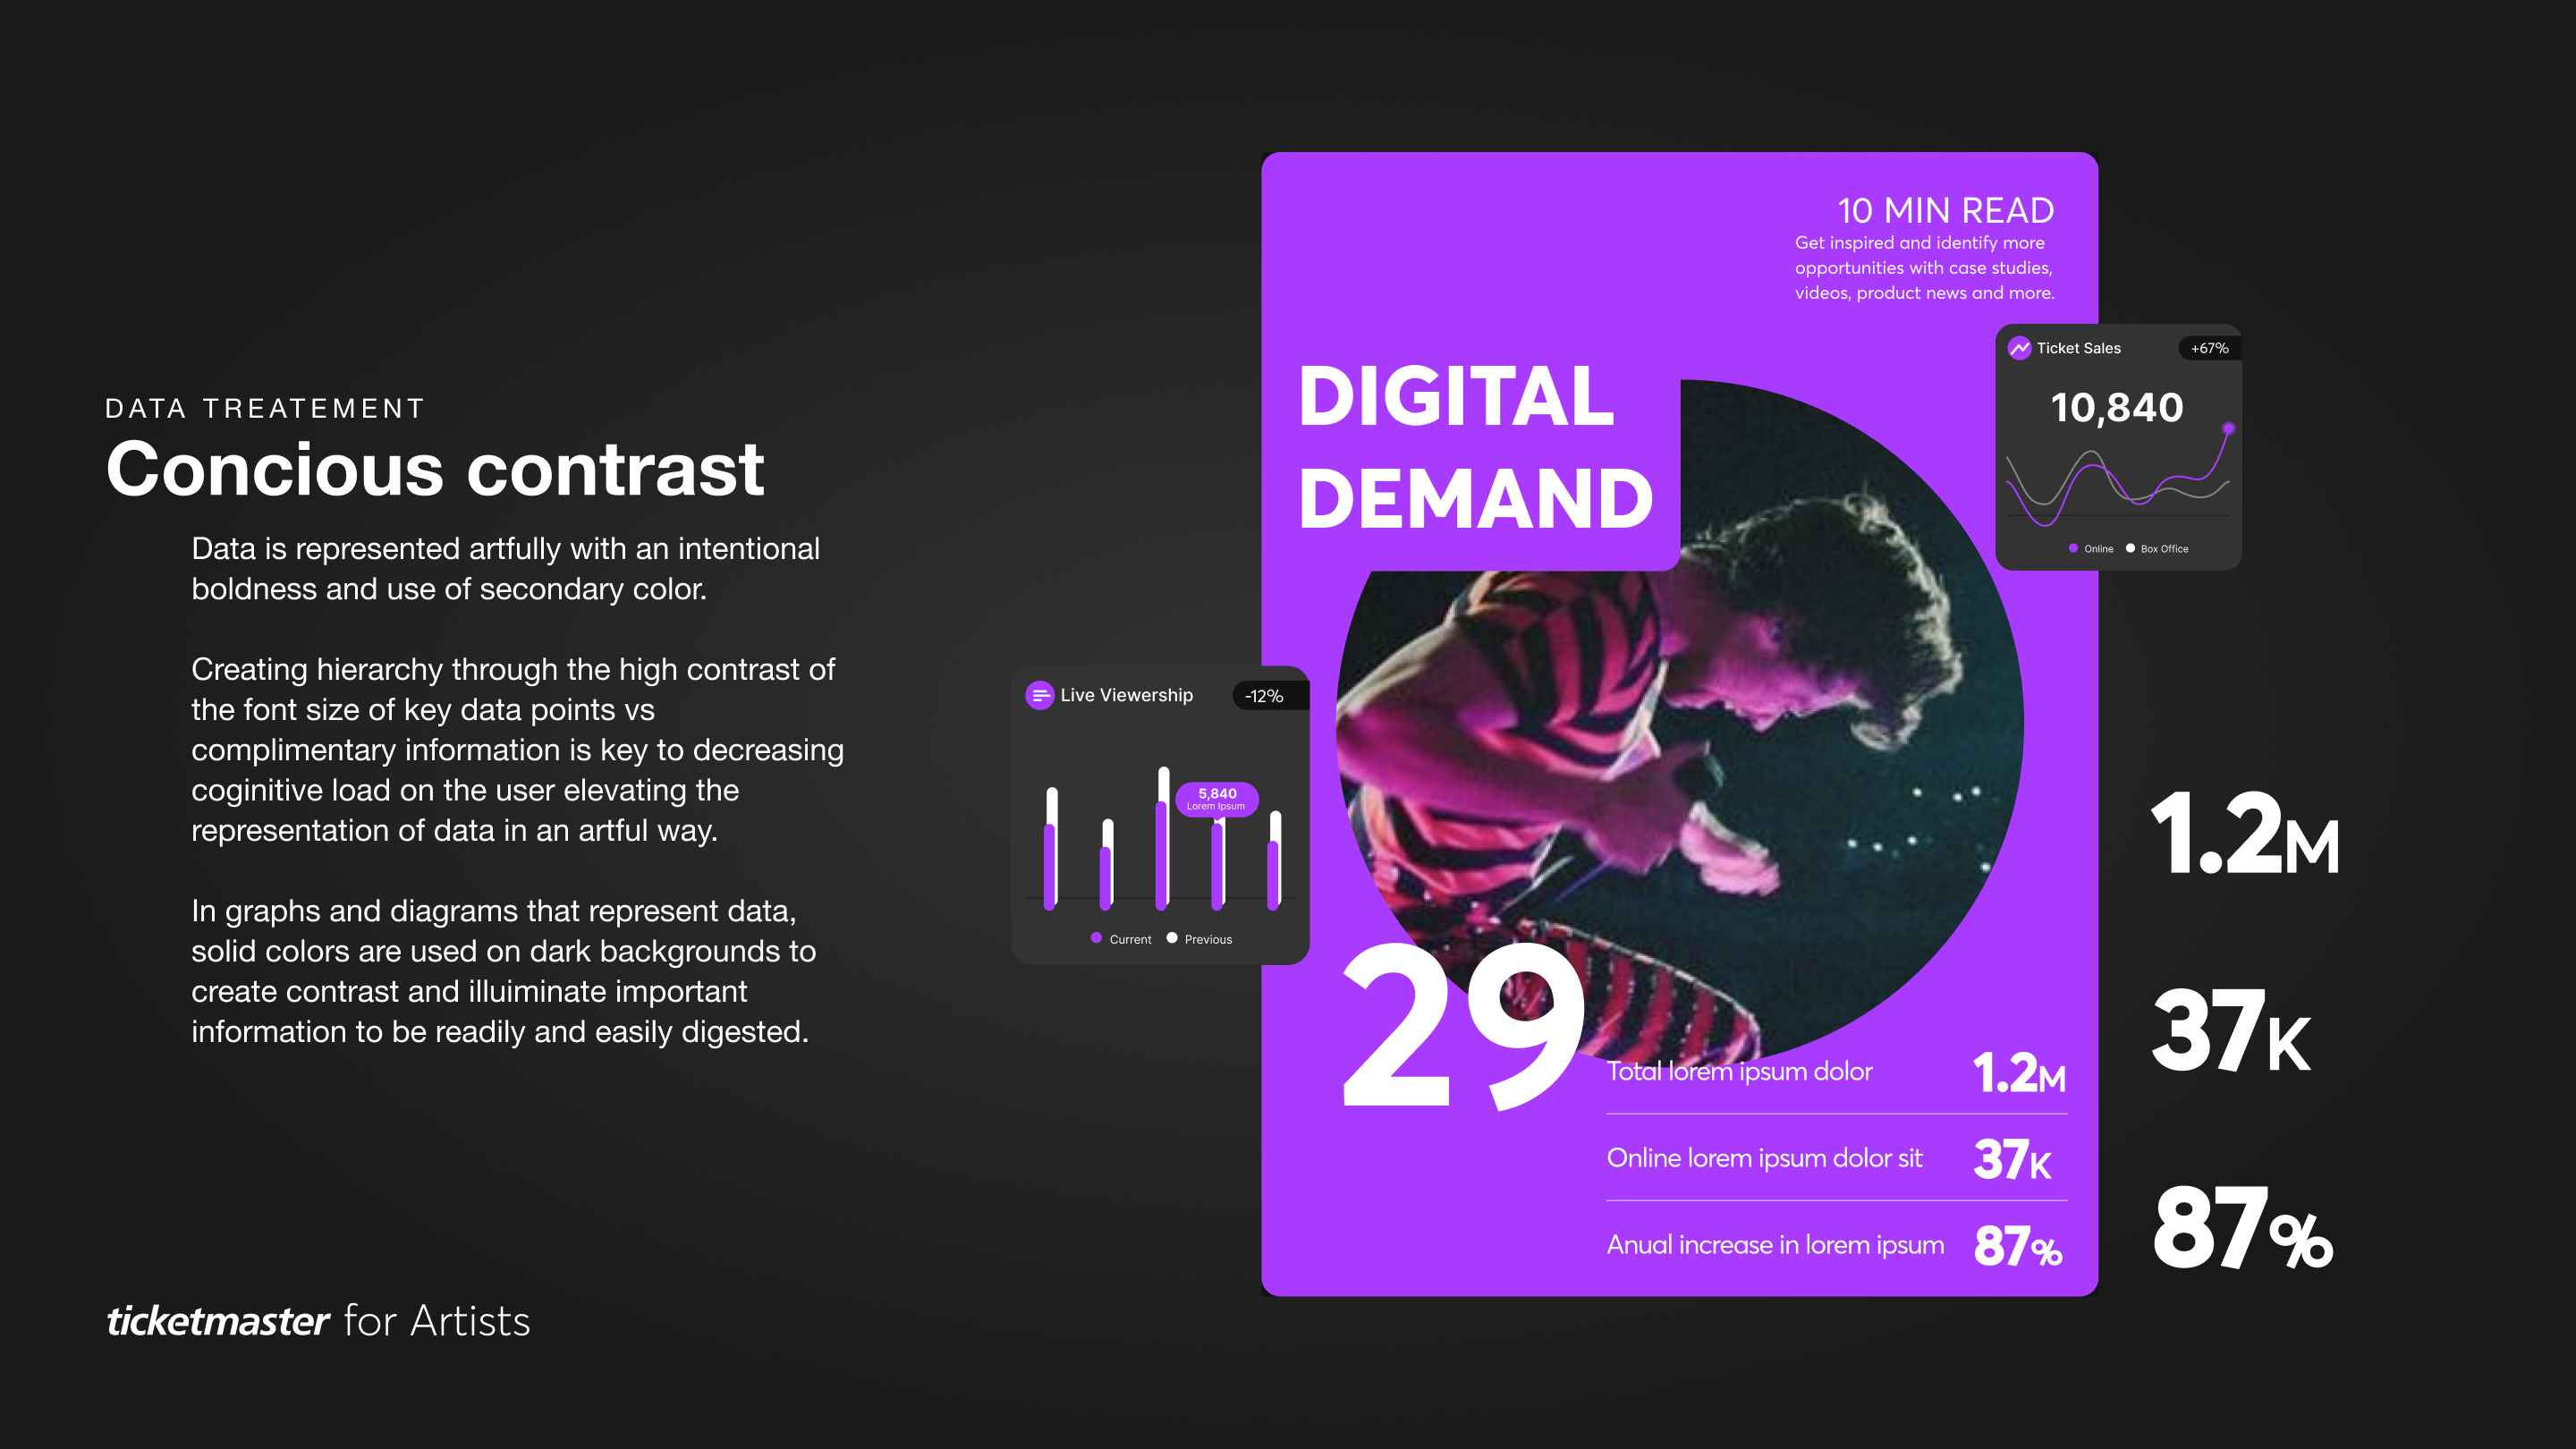 DATA TREATEMENT
Concious contrast
Data is represented artfully with an intentional
boldness and use of secondary color.
Creating hierarchy through the high contrast of
the font size of key data points vs
complimentary information is key to decreasing
coginitive load on the user elevating the
representation of data in an artful way.
In graphs and diagrams that represent data,
solid colors are used on dark backgrounds to
create contrast and illuiminate important
information to be readily and easily digested.
ticketmaster for Artists
Live Viewership -12%
5,840
Lorem Ipsum
Current Previous
10 MIN READ
Get inspired and identify more
opportunities with case studies,
videos, product news and more.
DIGITAL
DEMAND
29
Total lorem ipsum dolor 1.2M
Online lorem ipsum dolor sit 37K
Anual increase in lorem ipsum 87%
Ticket Sales +67%
10,840
Online Box Office
1.2M
37K
87%